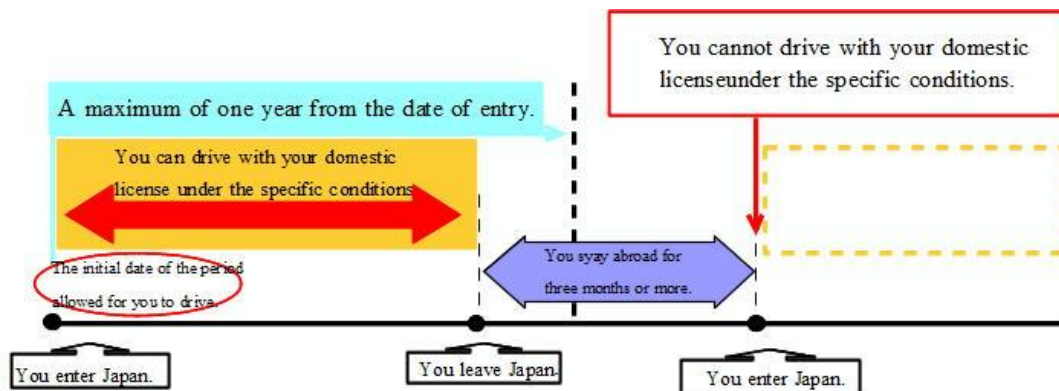 You cannot drive with your domestic
licenseunder the specific conditions.
A maximum of one year from the date of entry.
You can drive with your domestic
license under the specific conditions
The initial date of the period
allowed for you to drive.
You syay abroad for
three months or more.
You enter Japan.
You leave Japan.
You enter Japan.